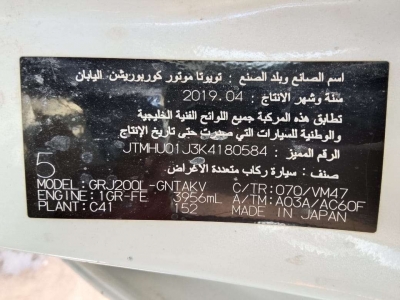 اسم الصانع وبلد الصنع : تويوتا موتور كوربوريشن اليابان
سنة وشهر الانتاج : 2019.04
تطابق هذه المركبة جميع اللوائح الفنية الخليجية
والوطنية للسيارات التي صدرت حتى تاريخ الإنتاج
الرقم المميز : JTMHU01J3K4180584
صنف : سيارة ركاب متعددة الأغراض
5
MODEL: GRJ200L-GNTAKV C/TR: 070/VM47
ENGINE: 1GR-FE 3956mL A/TM: A03A/AC60F
PLANT: C41 152 MADE IN JAPAN